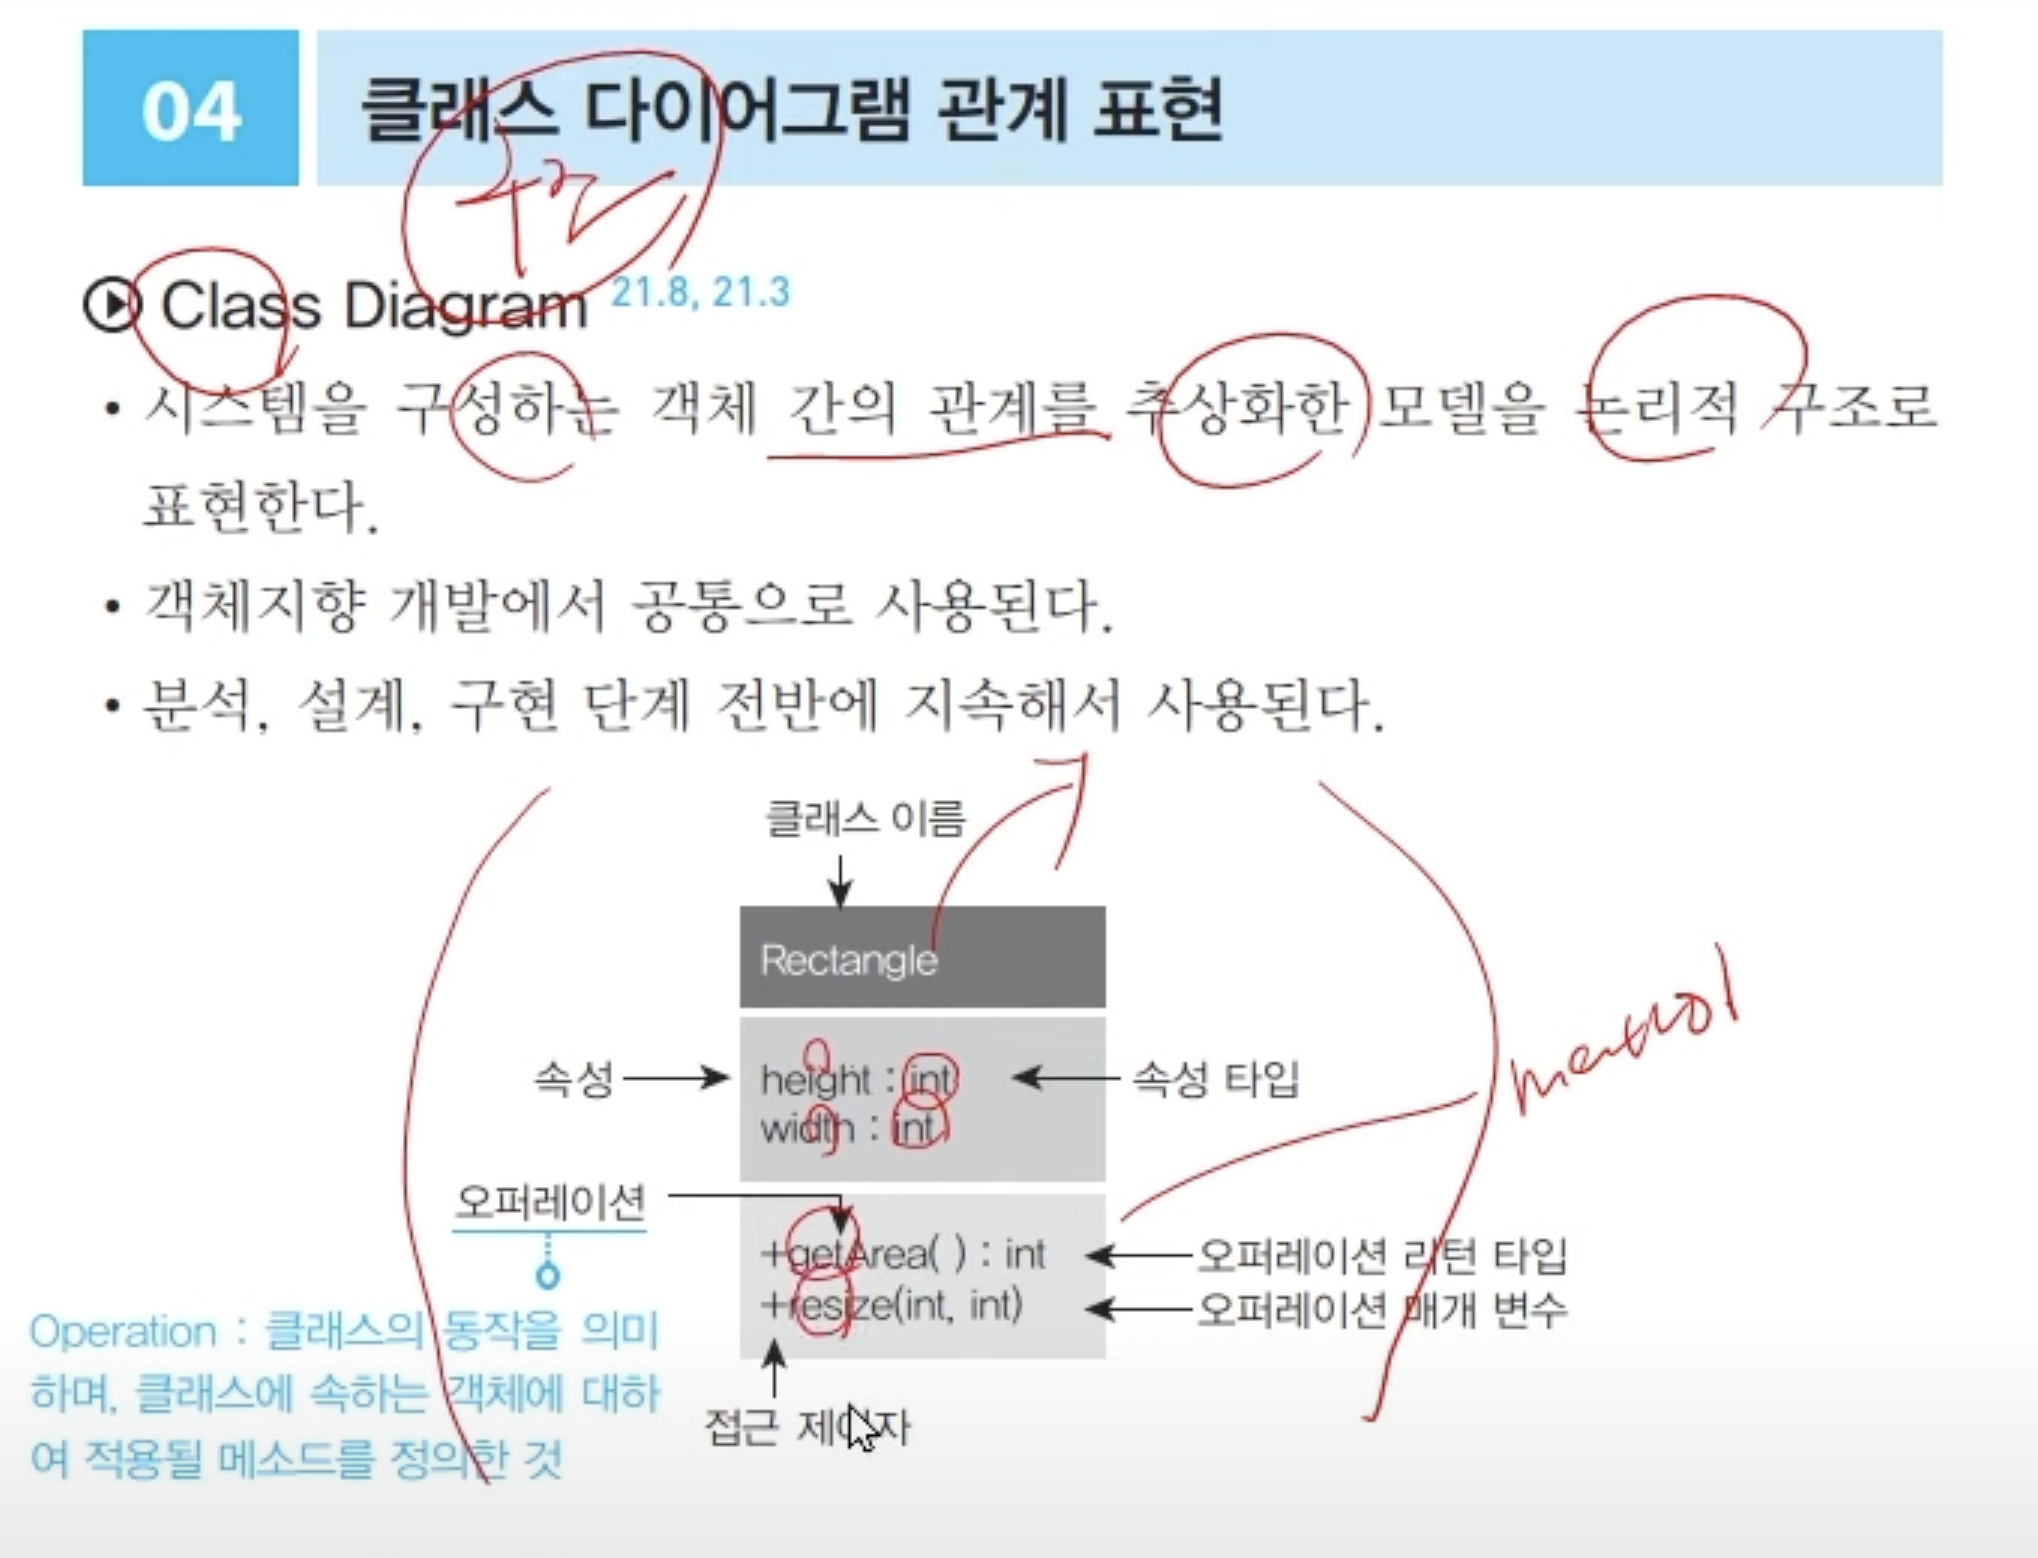 04 클래스 다이어그램 관계 표현
Class Diagram 21.8, 21.3
• 시스템을 구성하는 객체 간의 관계를 추상화한 모델을 논리적 구조로
표현한다.
• 객체지향 개발에서 공통으로 사용된다.
• 분석, 설계, 구현 단계 전반에 지속해서 사용된다.
클래스 이름
Rectangle
속성
height : int
속성 타입
width : int
오퍼레이션
+getArea( ) : int
오퍼레이션 리턴 타입
+resize(int, int)
오퍼레이션 매개 변수
접근 제어자
Operation : 클래스의 동작을 의미
하며, 클래스에 속하는 객체에 대하
여 적용될 메소드를 정의한 것